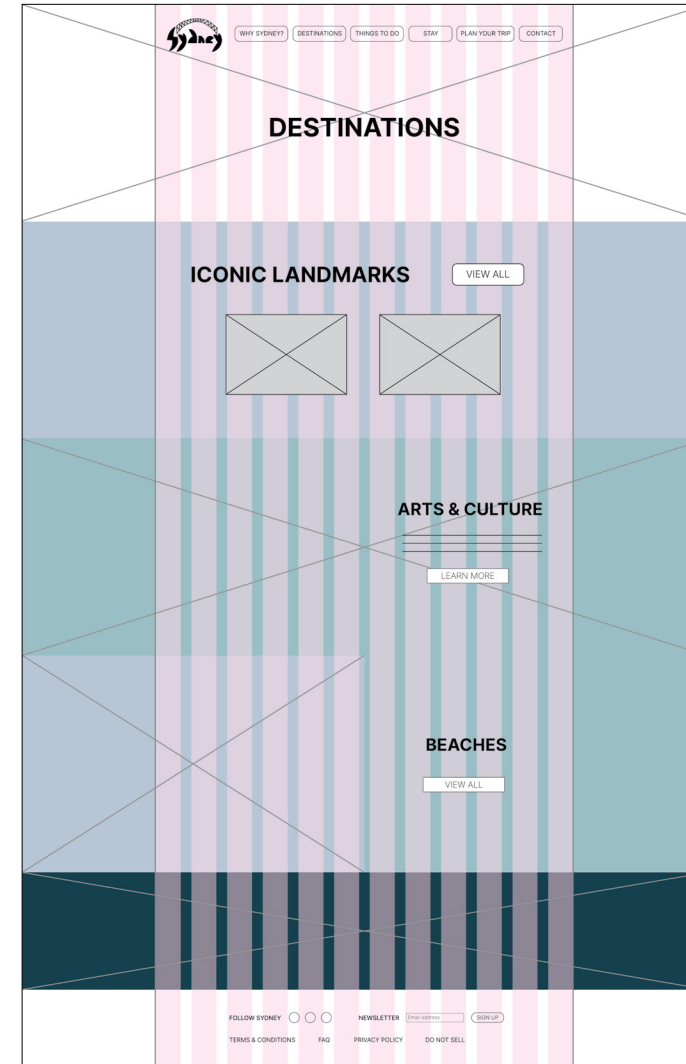 Sydney
WHY SYDNEY? DESTINATIONS THINGS TO DO STAY PLAN YOUR TRIP CONTACT
DESTINATIONS
ICONIC LANDMARKS VIEW ALL
ARTS & CULTURE
LEARN MORE
BEACHES
VIEW ALL
FOLLOW SYDNEY NEWSLETTER Email address SIGN UP
TERMS & CONDITIONS FAQ PRIVACY POLICY DO NOT SELL